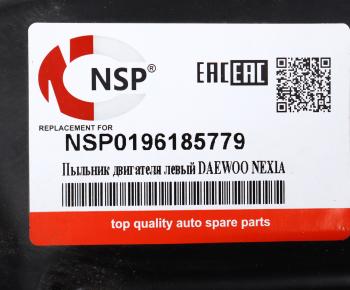 NSP®
EAC EAC
REPLACEMENT FOR
NSP0196185779
Пыльник двигателя левый DAEWOO NEXIA
top quality auto spare parts